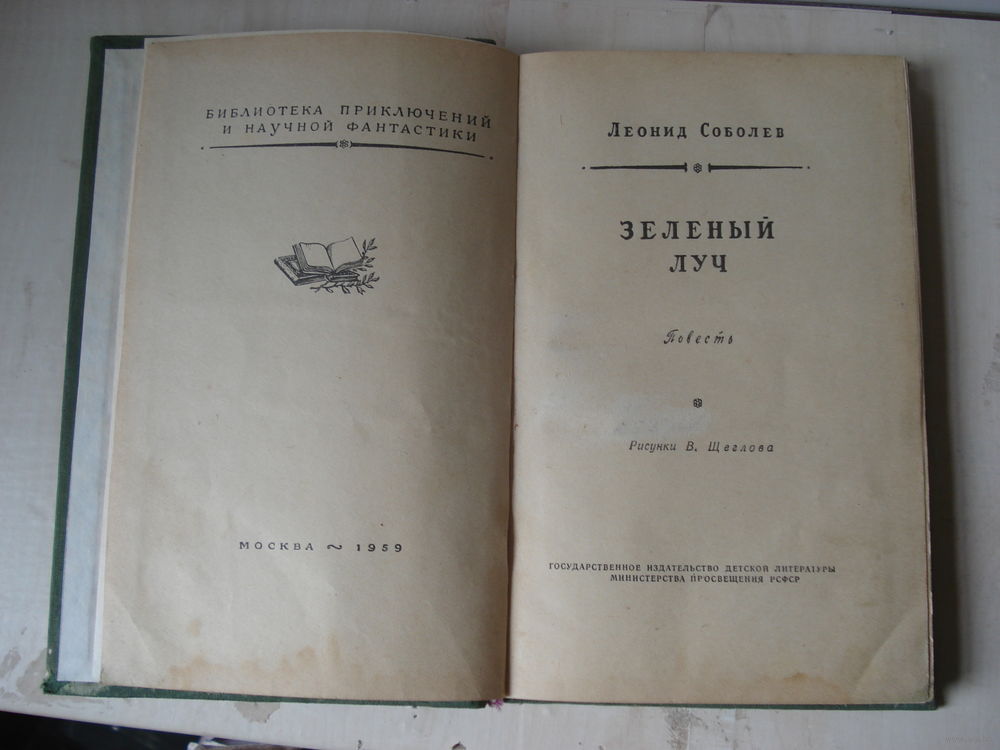 БИБЛИОТЕКА ПРИКЛЮЧЕНИЙ
И НАУЧНОЙ ФАНТАСТИКИ
МОСКВА ~ 1959
Леонид Соболев
ЗЕЛЕНЫЙ
ЛУЧ
Повесть
Рисунки В. Щеглова
ГОСУДАРСТВЕННОЕ ИЗДАТЕЛЬСТВО ДЕТСКОЙ ЛИТЕРАТУРЫ
МИНИСТЕРСТВА ПРОСВЕЩЕНИЯ РСФСР